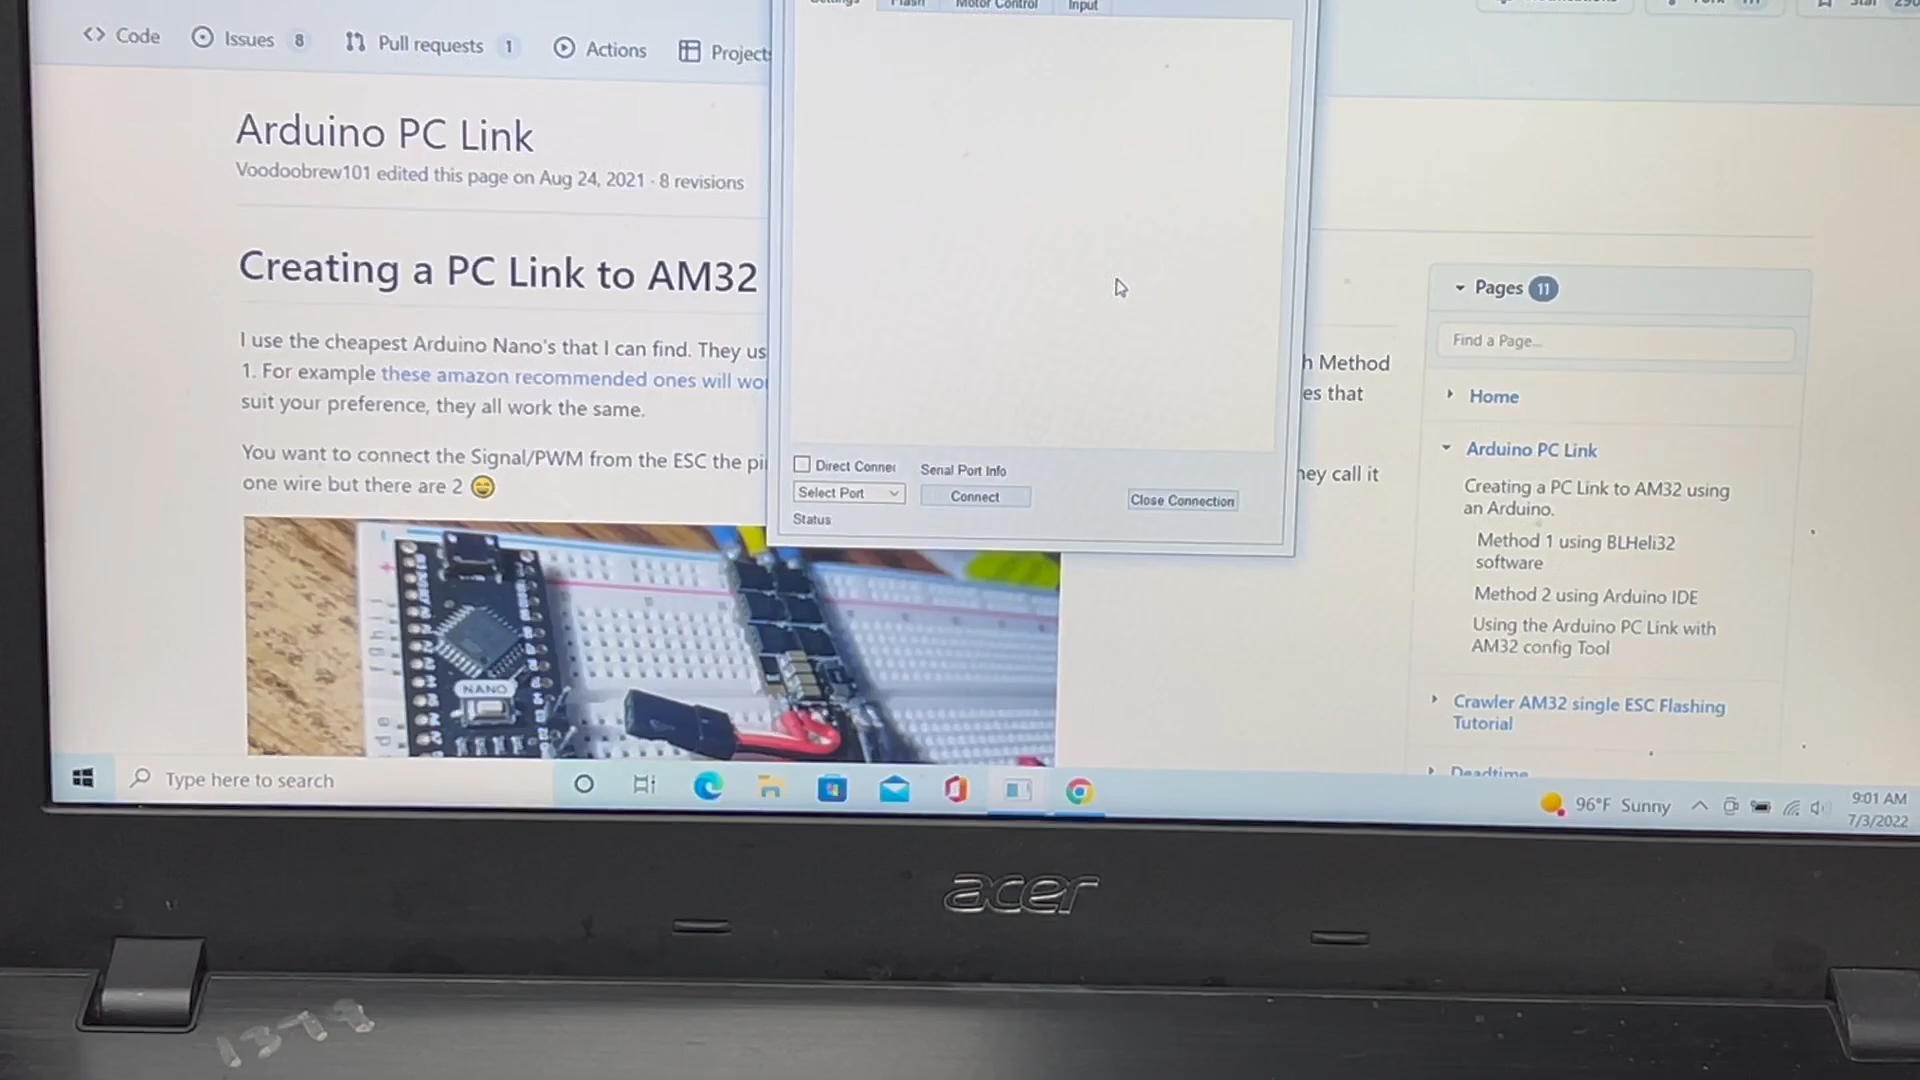 Settings Flash Motor Control Input
Code Issues 8 Pull requests 1 Actions Project
Arduino PC Link
Voodoobrew101 edited this page on Aug 24, 2021 · 8 revisions
Creating a PC Link to AM32
I use the cheapest Arduino Nano's that I can find. They us
h Method
1. For example these amazon recommended ones will wo
es that
suit your preference, they all work the same.
You want to connect the Signal/PWM from the ESC the pi
hey call it
one wire but there are 2 😄
Direct Connec
Serial Port Info
Select Port
Connect
Close Connection
Status
NANO
Pages 11
Find a Page...
Home
Arduino PC Link
Creating a PC Link to AM32 using
an Arduino.
Method 1 using BLHeli32
software
Method 2 using Arduino IDE
Using the Arduino PC Link with
AM32 config Tool
Crawler AM32 single ESC Flashing
Tutorial
Deadtime
Type here to search
96°F Sunny
9:01 AM
7/3/2022
acer
1379